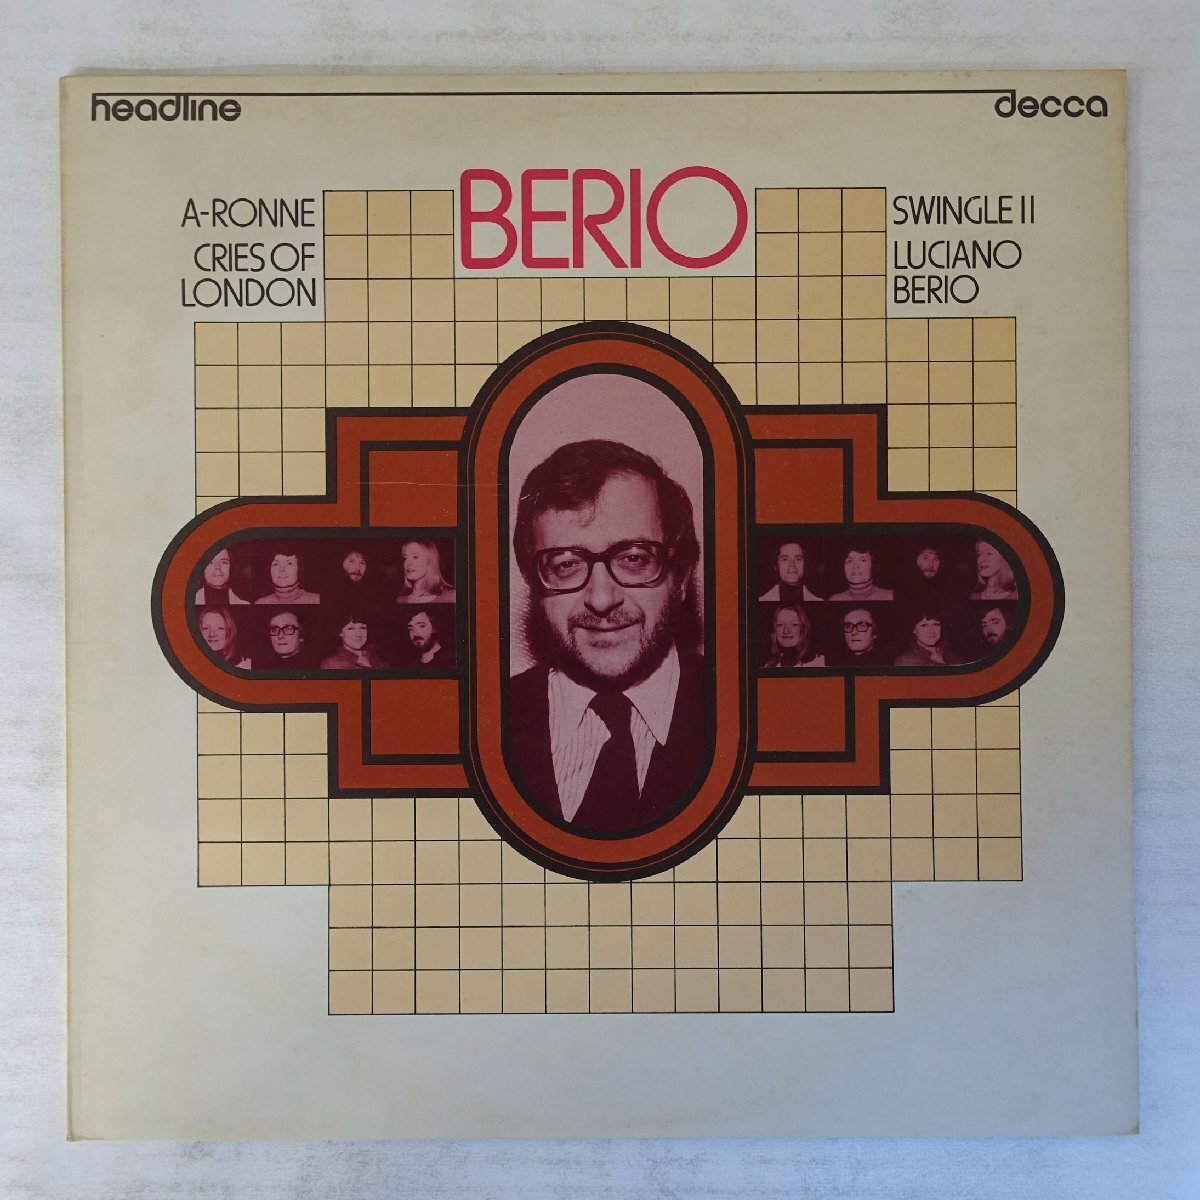 headline
decca
BERIO
A-RONNE
CRIES OF
LONDON
SWINGLE II
LUCIANO
BERIO